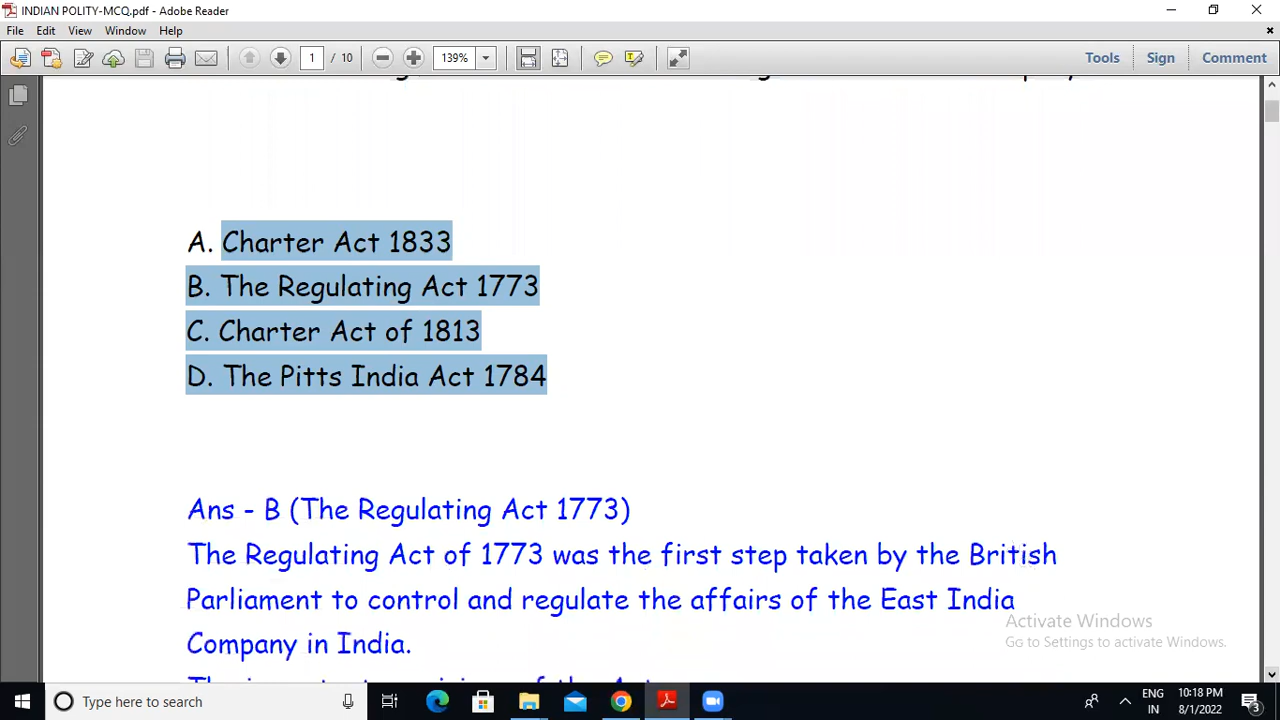 INDIAN POLITY-MCQ.pdf - Adobe Reader
File Edit View Window Help
1 / 10 139% Tools Sign Comment
A. Charter Act 1833
B. The Regulating Act 1773
C. Charter Act of 1813
D. The Pitts India Act 1784
Ans - B (The Regulating Act 1773)
The Regulating Act of 1773 was the first step taken by the British
Parliament to control and regulate the affairs of the East India
Company in India.
Activate Windows
Go to Settings to activate Windows.
Type here to search
ENG
IN
10:18 PM
8/1/2022
3